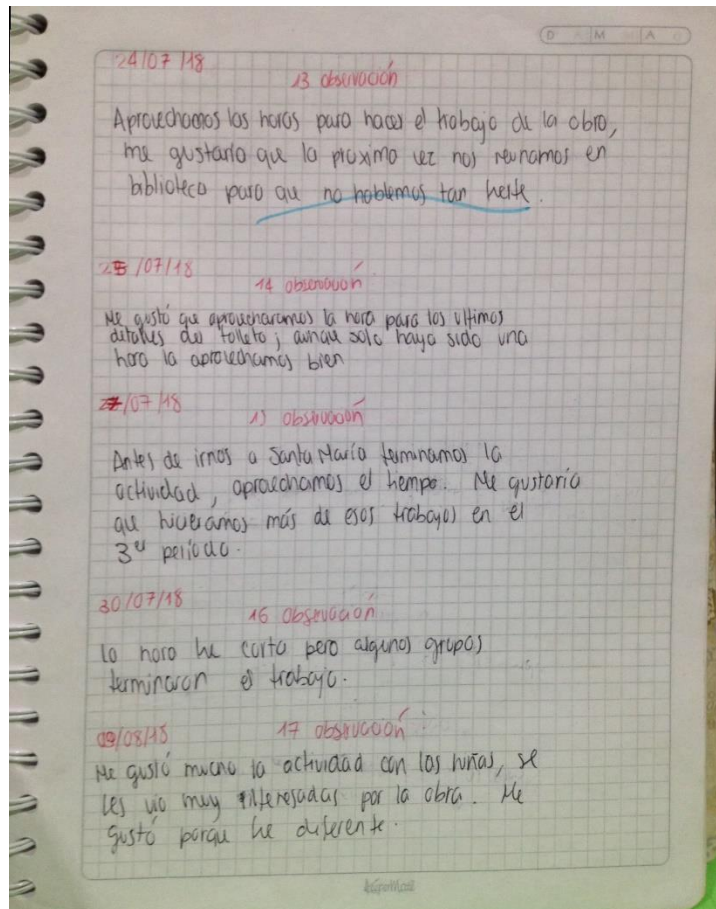 D M A
24/07/18
13 observación
Aprovechamos las horas para hacer el trabajo de la obra,
me gustaría que la proxima vez nos reunamos en
biblioteca para que no hablemos tan
25/07/18
14 observación
Me gustó que aprovecharamos la hora para los ultimos
detalles del folleto; aunque solo haya sido una
hora la aprovechamos bien
27/07/18
15 observación
Antes de irnos a Santa María terminamos la
actividad, aprovechamos el tiempo. Me gustaría
que hicieramos más de esos trabajos en el
3er período.
30/07/18
16 observación
la hora fue corta pero algunos grupos
terminaron el trabajo.
09/08/18 17 observación
Me gustó mucho la actividad con las niñas, se
les vio muy interesadas por la obra. Me
gustó porque fue diferente.